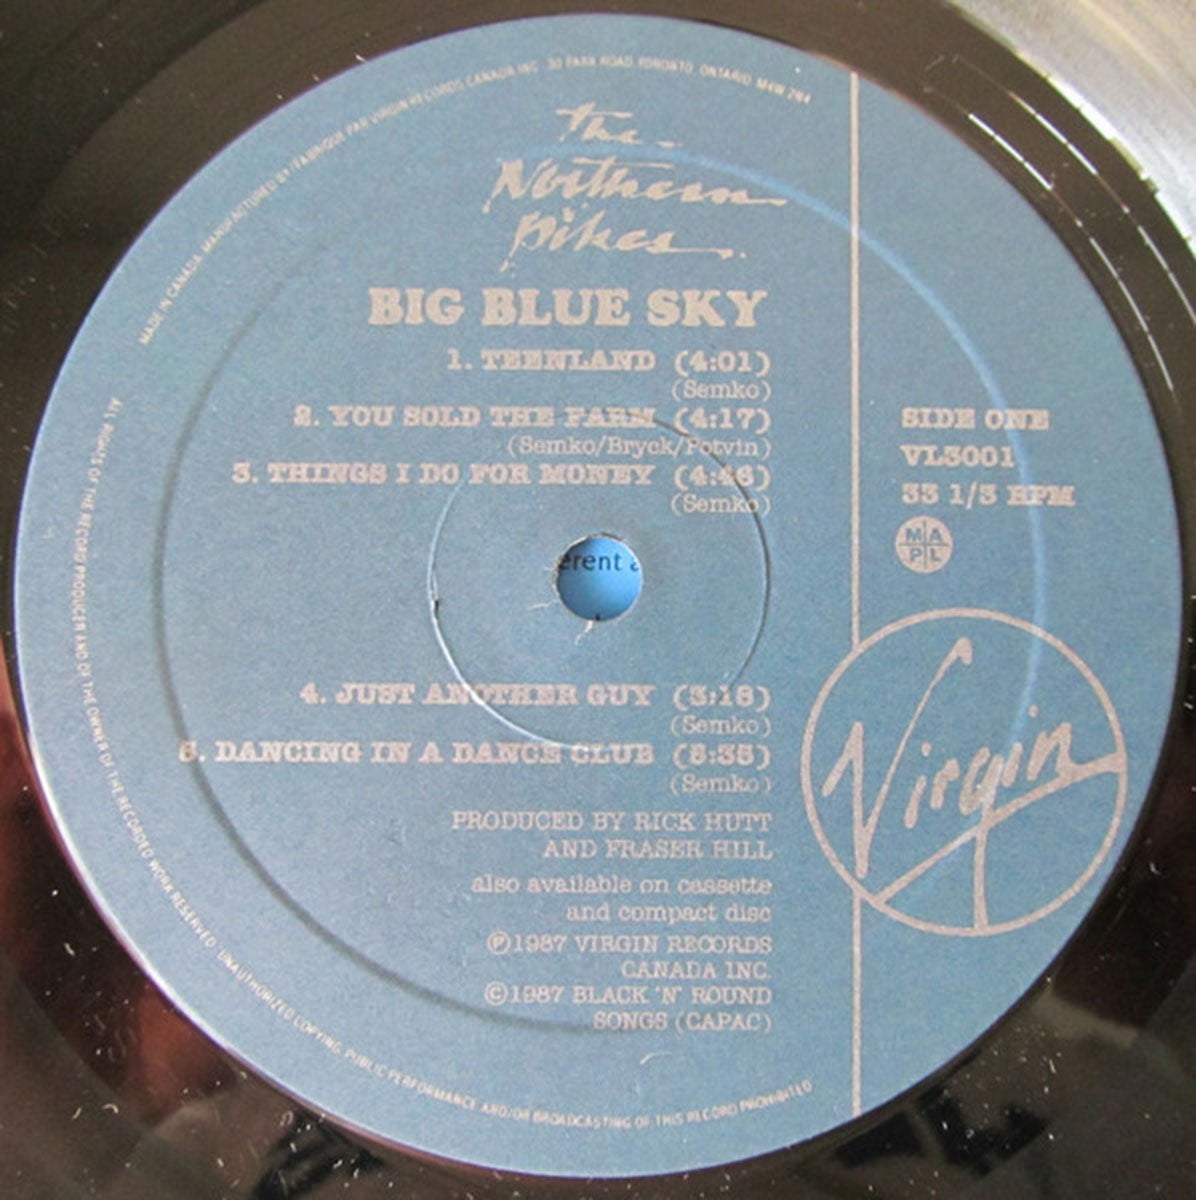 MADE IN CANADA. MANUFACTURED BY/FABRIQUÉ PAR VIRGIN RECORDS CANADA INC. 30 PARK ROAD, TORONTO, ONTARIO, M4W 2N4
The
Northern
Pikes
BIG BLUE SKY
1. TEENLAND (4:01)
(Semko)
2. YOU SOLD THE FARM (4:17)
(Semko/Bryck/Potvin)
3. THINGS I DO FOR MONEY (4:46)
(Semko)
SIDE ONE
VL3001
33 1/3 RPM
MAPL
erent a
4. JUST ANOTHER GUY
(Semko)
5. DANCING IN A DANCE CLUB
(Semko)
Virgin
PRODUCED BY RICK HUTT
AND FRASER HILL
also available on cassette
and compact disc
Ⓟ1987 VIRGIN RECORDS
CANADA INC.
©1987 BLACK 'N' ROUND
SONGS (CAPAC)
ALL RIGHTS OF THE RECORD PRODUCER AND OF THE OWNER OF THE RECORDED WORK RESERVED. UNAUTHORIZED COPYING, PUBLIC PERFORMANCE AND/OR BROADCASTING OF THIS RECORD PROHIBITED